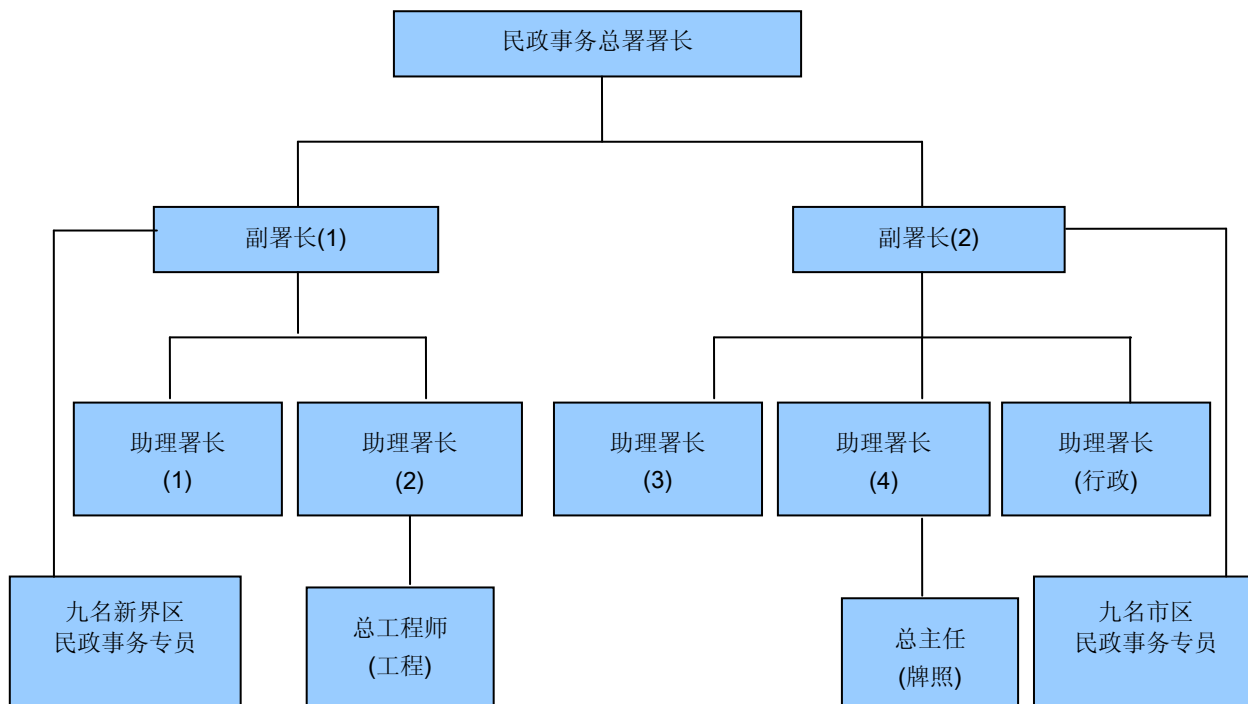 民政事务总署署长
副署长(1)
副署长(2)
助理署长
(1)
助理署长
(2)
助理署长
(3)
助理署长
(4)
助理署长
(行政)
九名新界区
民政事务专员
总工程师
(工程)
总主任
(牌照)
九名市区
民政事务专员